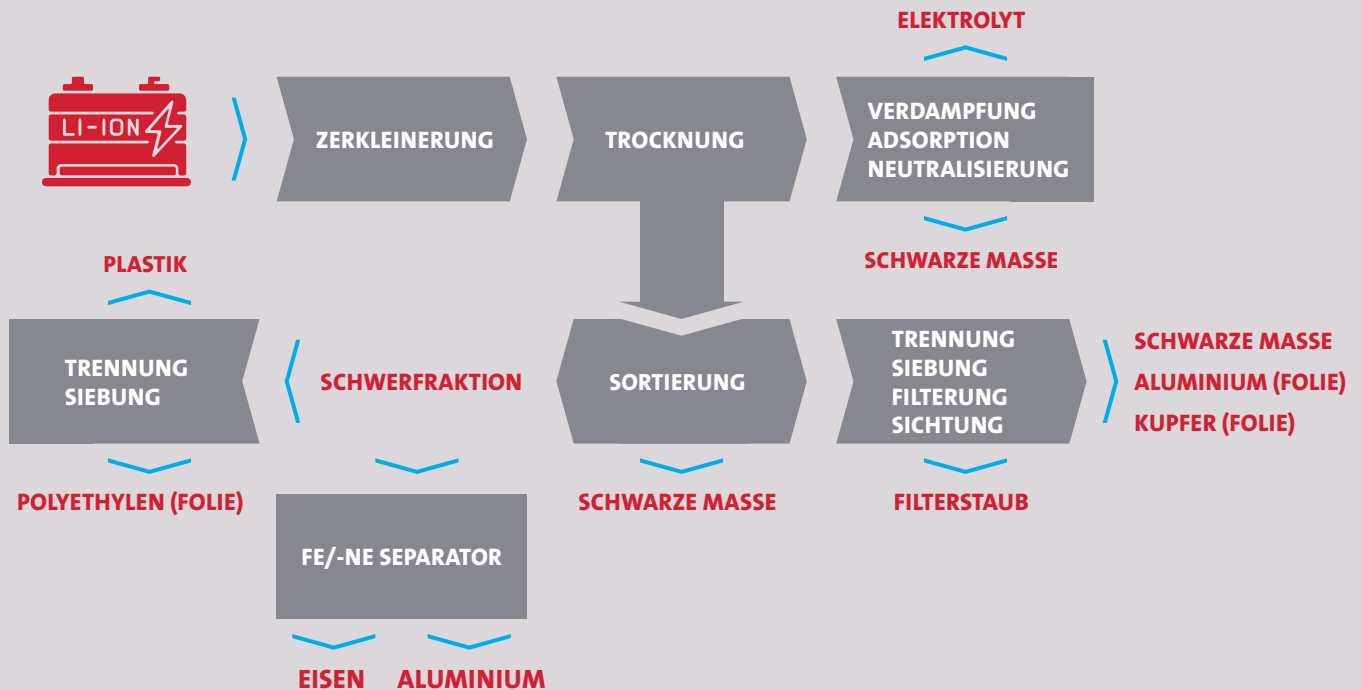 ELEKTROLYT
LI-ION
ZERKLEINERUNG
TROCKNUNG
VERDAMPFUNG
ADSORPTION
NEUTRALISIERUNG
SCHWARZE MASSE
PLASTIK
TRENNUNG
SIEBUNG
SCHWERFRAKTION
SORTIERUNG
TRENNUNG
SIEBUNG
FILTERUNG
SICHTUNG
SCHWARZE MASSE
ALUMINIUM (FOLIE)
KUPFER (FOLIE)
POLYETHYLEN (FOLIE)
SCHWARZE MASSE
FILTERSTAUB
FE/-NE SEPARATOR
EISEN
ALUMINIUM